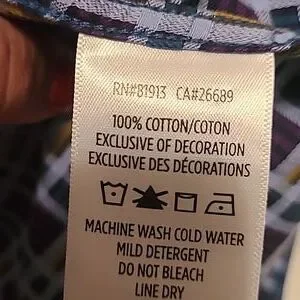 RN#81913 CA#26689
100% COTTON/COTON
EXCLUSIVE OF DECORATION
EXCLUSIVE DES DÉCORATIONS
MACHINE WASH COLD WATER
MILD DETERGENT
DO NOT BLEACH
LINE DRY